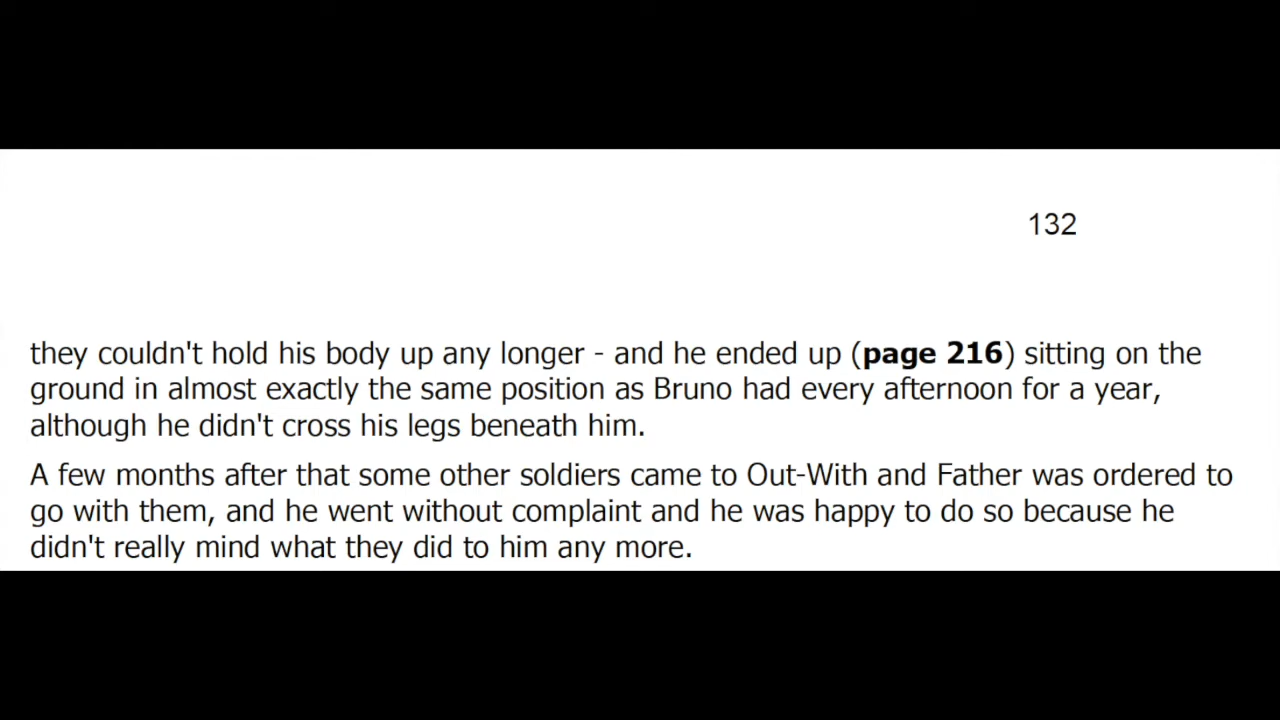 132
they couldn't hold his body up any longer - and he ended up (page 216) sitting on the
ground in almost exactly the same position as Bruno had every afternoon for a year,
although he didn't cross his legs beneath him.
A few months after that some other soldiers came to Out-With and Father was ordered to
go with them, and he went without complaint and he was happy to do so because he
didn't really mind what they did to him any more.